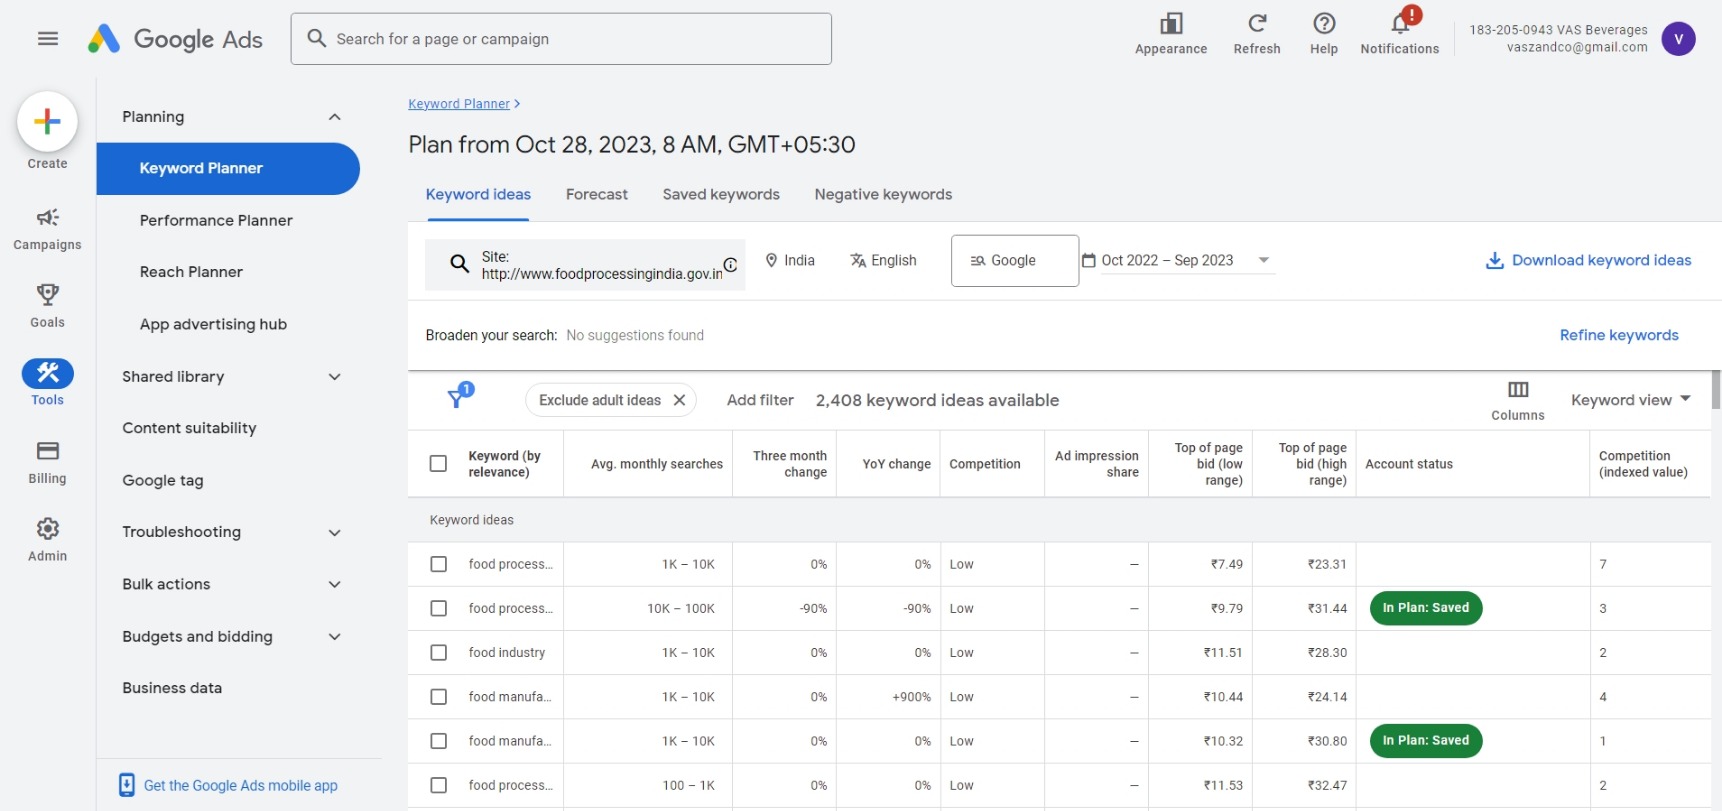 Google Ads
Search for a page or campaign
Appearance
Refresh
Help
!
Notifications
183-205-0943 VAS Beverages
vaszandco@gmail.com
V
Create
Campaigns
Goals
Tools
Billing
Admin
Planning
Keyword Planner
Performance Planner
Reach Planner
App advertising hub
Shared library
Content suitability
Google tag
Troubleshooting
Bulk actions
Budgets and bidding
Business data
Get the Google Ads mobile app
Keyword Planner
Plan from Oct 28, 2023, 8 AM, GMT+05:30
Keyword ideas Forecast Saved keywords Negative keywords
Site:
http://www.foodprocessingindia.gov.in
India English Google Oct 2022 – Sep 2023 Download keyword ideas
Broaden your search: No suggestions found Refine keywords
1
Exclude adult ideas Add filter 2,408 keyword ideas available Columns Keyword view
Keyword (by relevance) Avg. monthly searches Three month change YoY change Competition Ad impression share Top of page bid (low range) Top of page bid (high range) Account status Competition (indexed value)
Keyword ideas
food process... 1K – 10K 0% 0% Low – ₹7.49 ₹23.31 7
food process... 10K – 100K -90% -90% Low – ₹9.79 ₹31.44 In Plan: Saved 3
food industry 1K – 10K 0% 0% Low – ₹11.51 ₹28.30 2
food manufa... 1K – 10K 0% +900% Low – ₹10.44 ₹24.14 4
food manufa... 1K – 10K 0% 0% Low – ₹10.32 ₹30.80 In Plan: Saved 1
food process... 100 – 1K 0% 0% Low – ₹11.53 ₹32.47 2